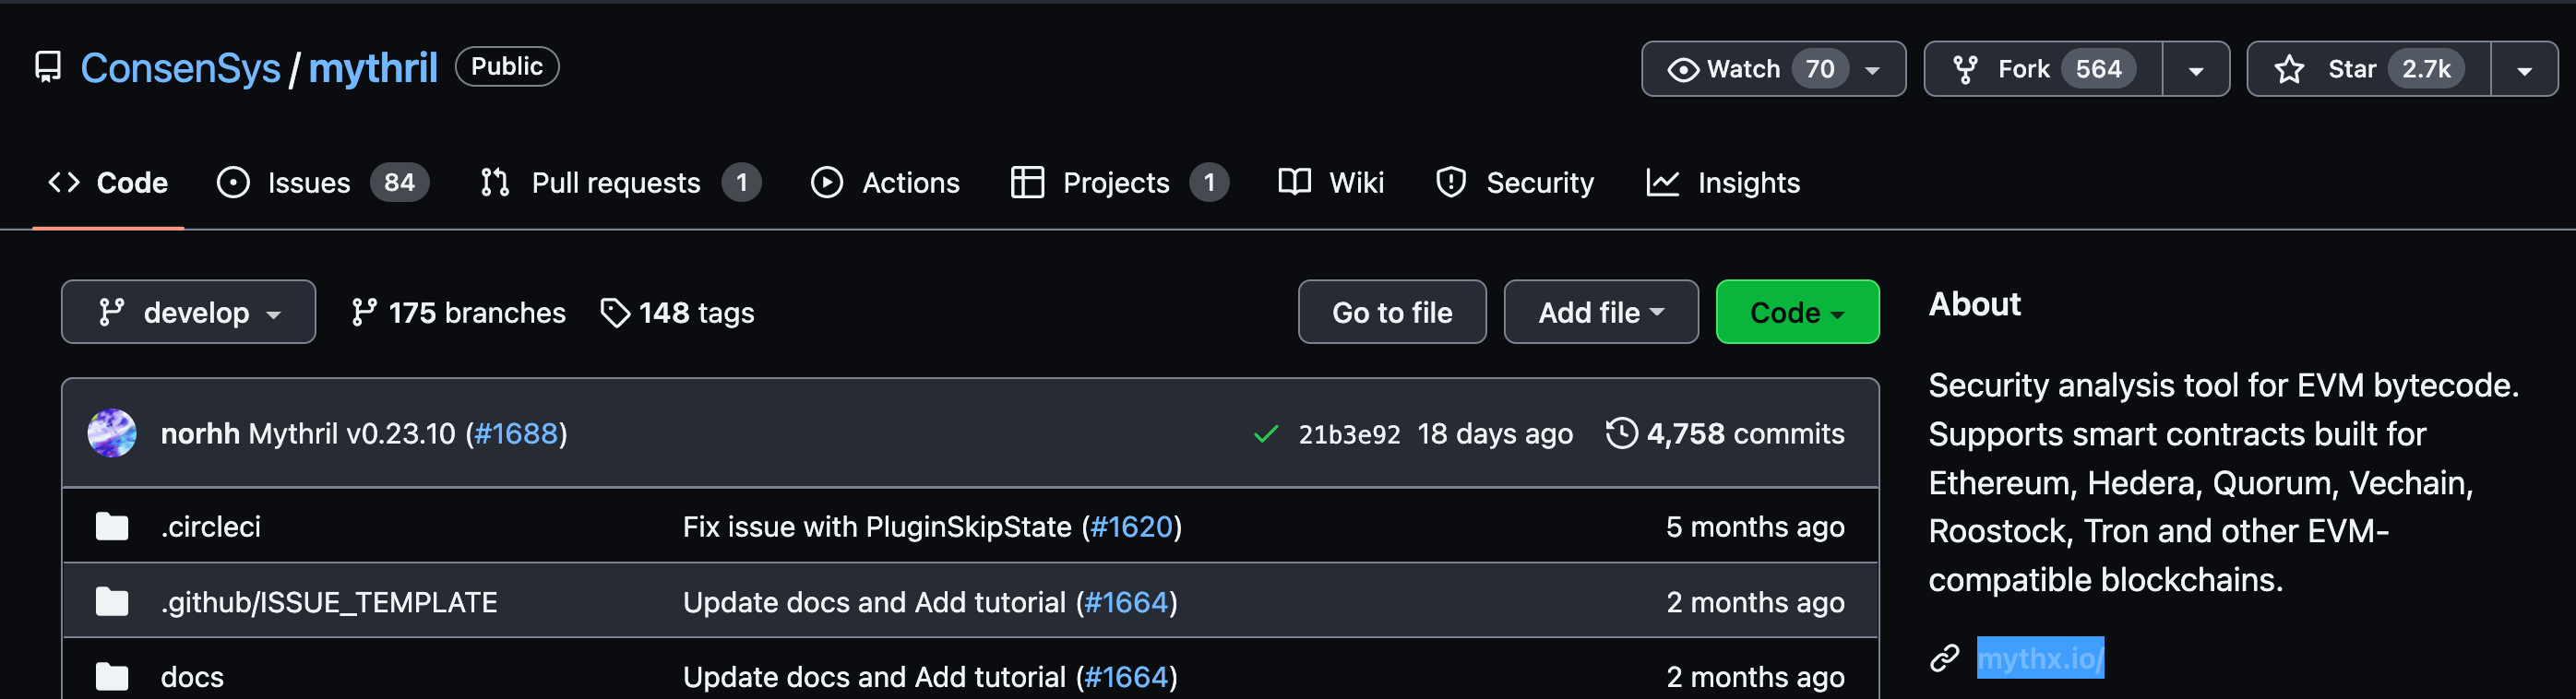 ConsenSys / mythril Public
Watch 70 Fork 564 Star 2.7k
Code Issues 84 Pull requests 1 Actions Projects 1 Wiki Security Insights
develop 175 branches 148 tags Go to file Add file Code
norhh Mythril v0.23.10 (#1688) 21b3e92 18 days ago 4,758 commits
.circleci Fix issue with PluginSkipState (#1620) 5 months ago
.github/ISSUE_TEMPLATE Update docs and Add tutorial (#1664) 2 months ago
docs Update docs and Add tutorial (#1664) 2 months ago
About
Security analysis tool for EVM bytecode.
Supports smart contracts built for
Ethereum, Hedera, Quorum, Vechain,
Roostock, Tron and other EVM-
compatible blockchains.
mythx.io/